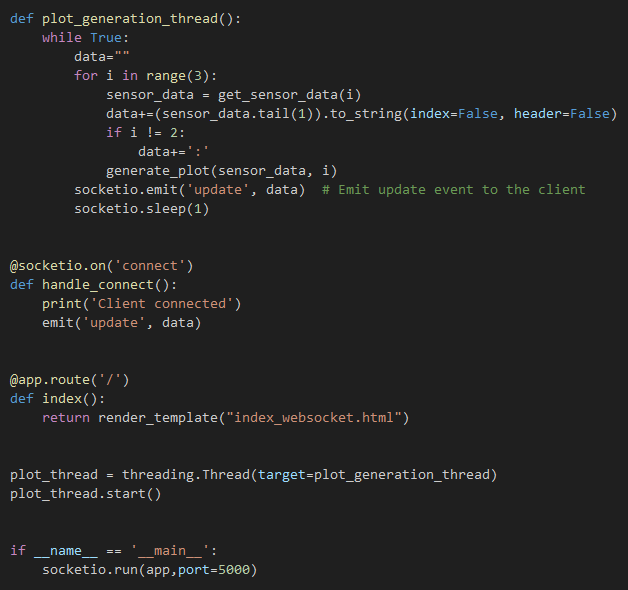 def plot_generation_thread():
    while True:
        data=""
        for i in range(3):
            sensor_data = get_sensor_data(i)
            data+=(sensor_data.tail(1)).to_string(index=False, header=False)
            if i != 2:
                data+=':'
            generate_plot(sensor_data, i)
        socketio.emit('update', data)  # Emit update event to the client
        socketio.sleep(1)

@socketio.on('connect')
def handle_connect():
    print('Client connected')
    emit('update', data)

@app.route('/')
def index():
    return render_template("index_websocket.html")

plot_thread = threading.Thread(target=plot_generation_thread)
plot_thread.start()

if __name__ == '__main__':
    socketio.run(app,port=5000)